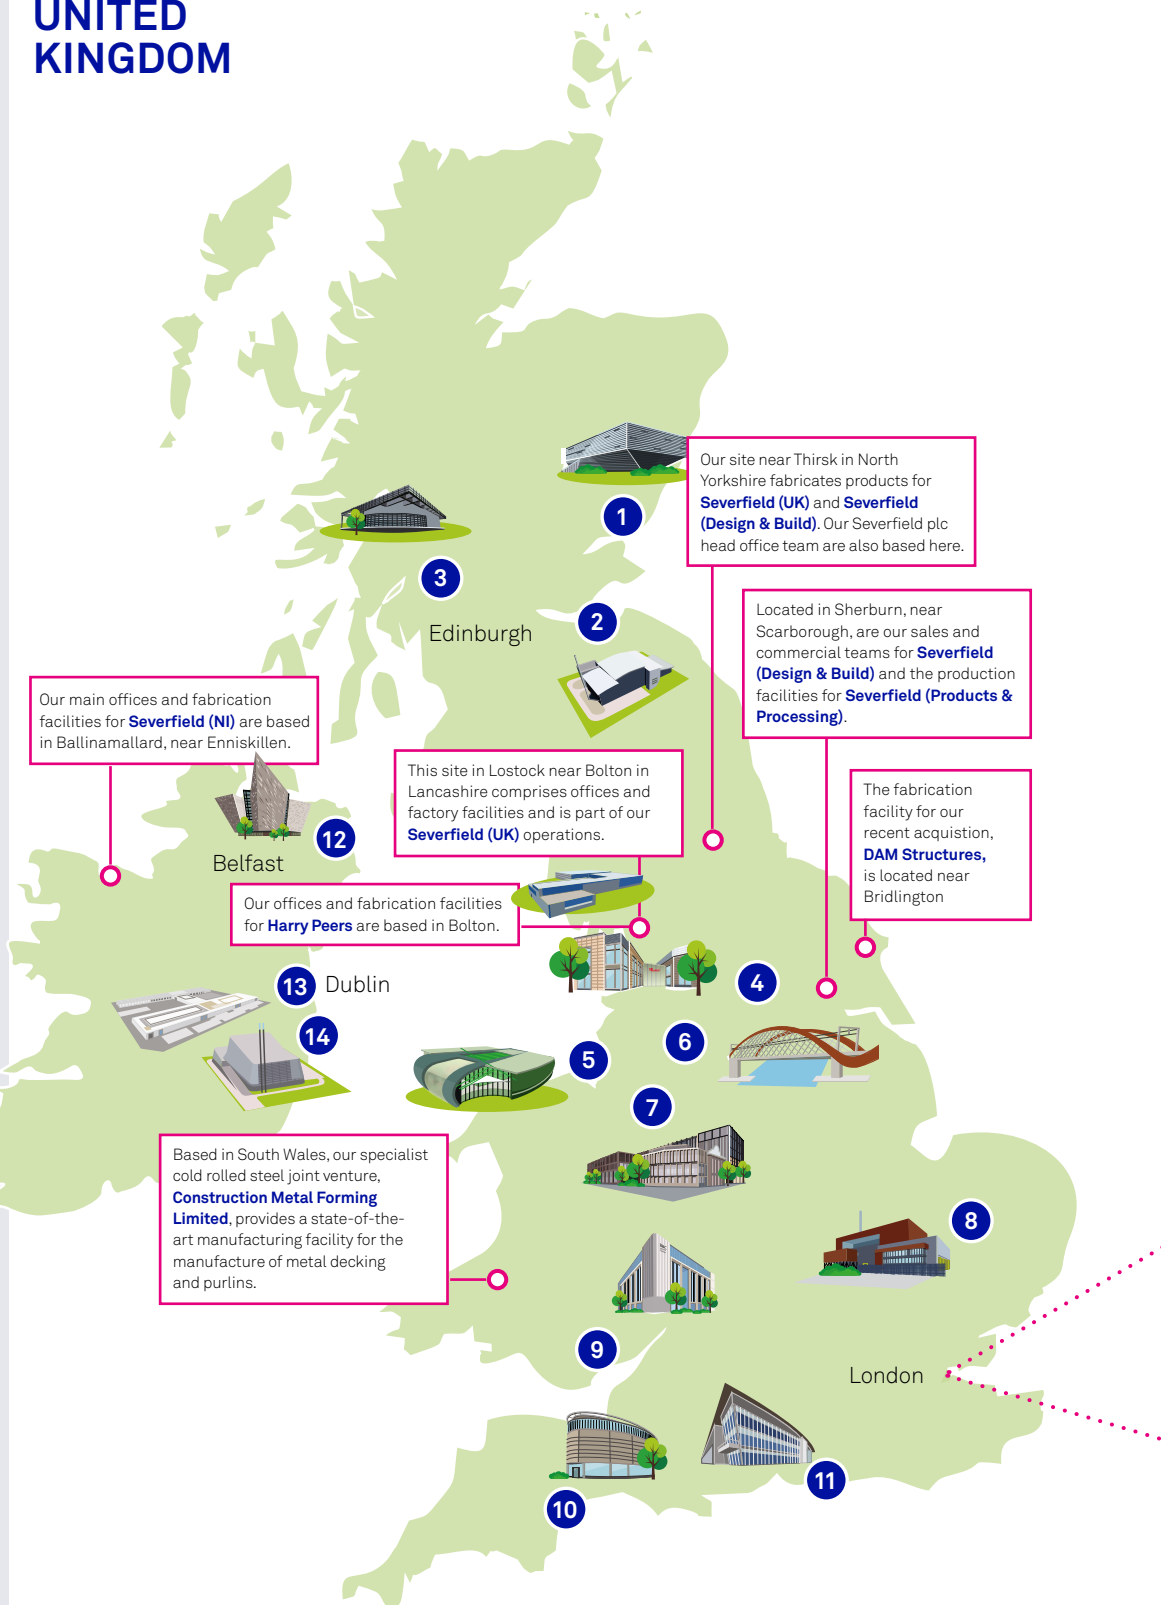 UNITED
KINGDOM
Our site near Thirsk in North
Yorkshire fabricates products for
Severfield (UK) and Severfield
(Design & Build). Our Severfield plc
head office team are also based here.
1
3
2
Edinburgh
Located in Sherburn, near
Scarborough, are our sales and
commercial teams for Severfield
(Design & Build) and the production
facilities for Severfield (Products &
Processing).
Our main offices and fabrication
facilities for Severfield (NI) are based
in Ballinamallard, near Enniskillen.
This site in Lostock near Bolton in
Lancashire comprises offices and
factory facilities and is part of our
Severfield (UK) operations.
The fabrication
facility for our
recent acquistion,
DAM Structures,
is located near
Bridlington
12
Belfast
Our offices and fabrication facilities
for Harry Peers are based in Bolton.
13
Dublin
4
14
6
5
7
Based in South Wales, our specialist
cold rolled steel joint venture,
Construction Metal Forming
Limited, provides a state-of-the-
art manufacturing facility for the
manufacture of metal decking
and purlins.
8
9
London
11
10